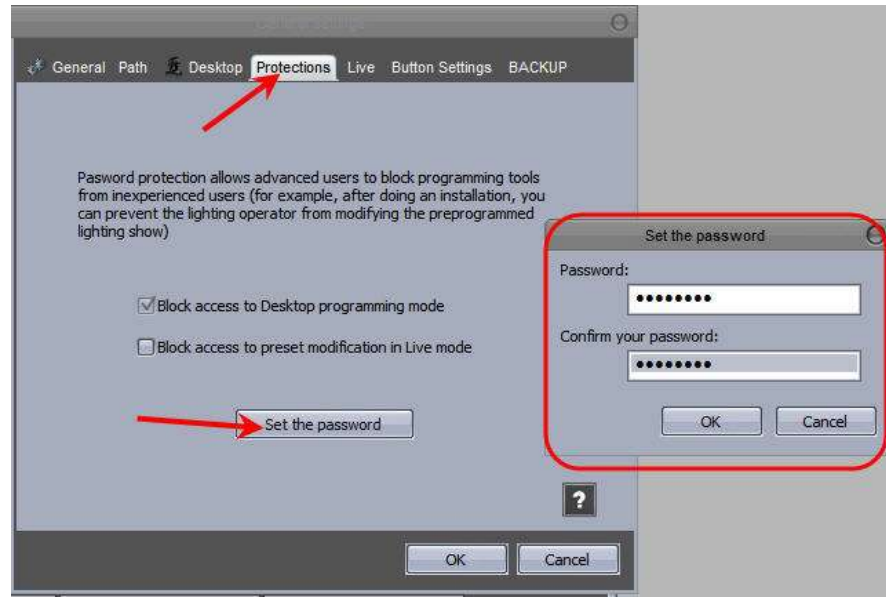 General Path Desktop Protections Live Button Settings BACKUP
Pasword protection allows advanced users to block programming tools
from inexperienced users (for example, after doing an installation, you
can prevent the lighting operator from modifying the preprogrammed
lighting show)
Block access to Desktop programming mode
Block access to preset modification in Live mode
Set the password
?
OK Cancel
Set the password
Password:
••••••••
Confirm your password:
••••••••
OK Cancel